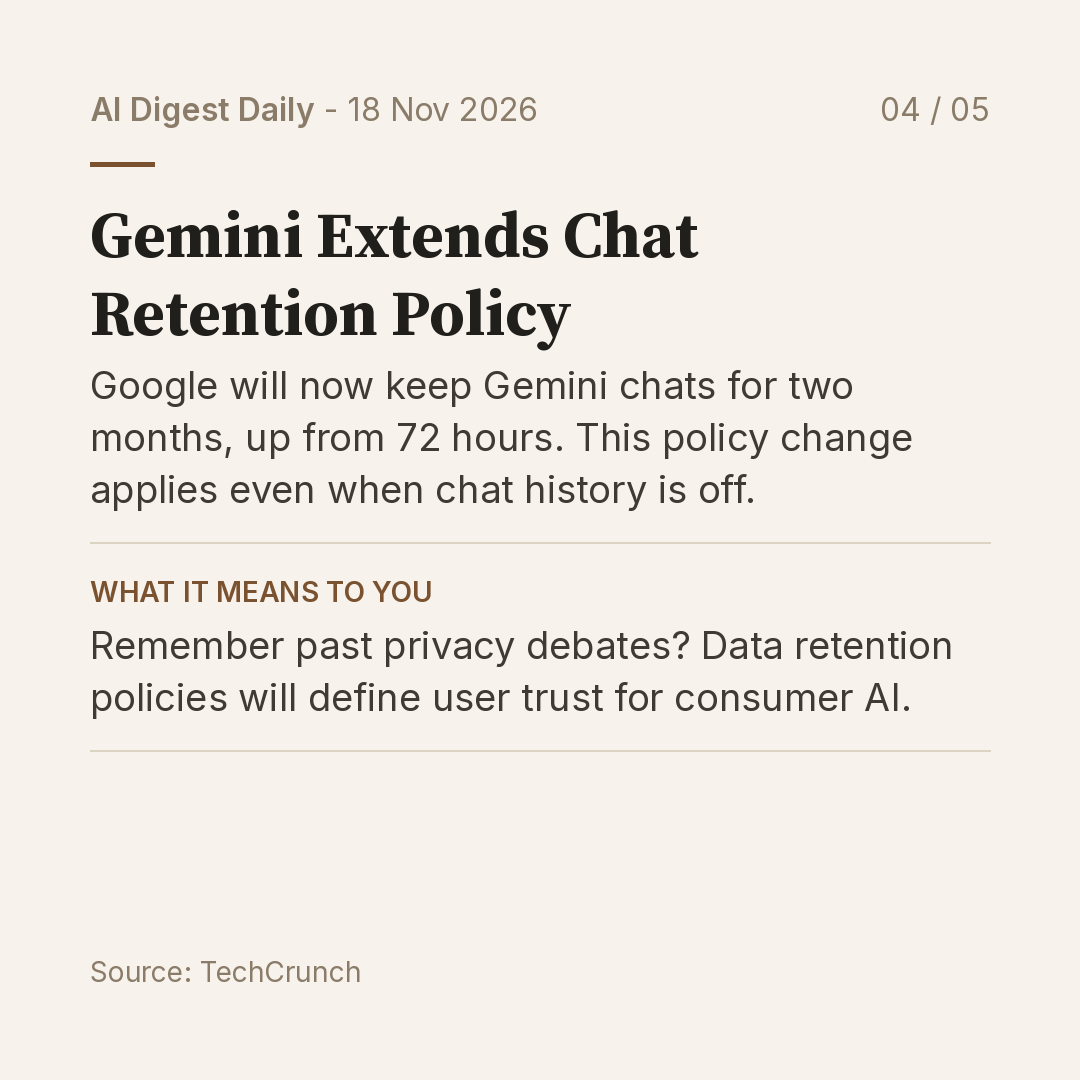 AI Digest Daily - 18 Nov 2026
04 / 05
Gemini Extends Chat
Retention Policy
Google will now keep Gemini chats for two
months, up from 72 hours. This policy change
applies even when chat history is off.
WHAT IT MEANS TO YOU
Remember past privacy debates? Data retention
policies will define user trust for consumer AI.
Source: TechCrunch